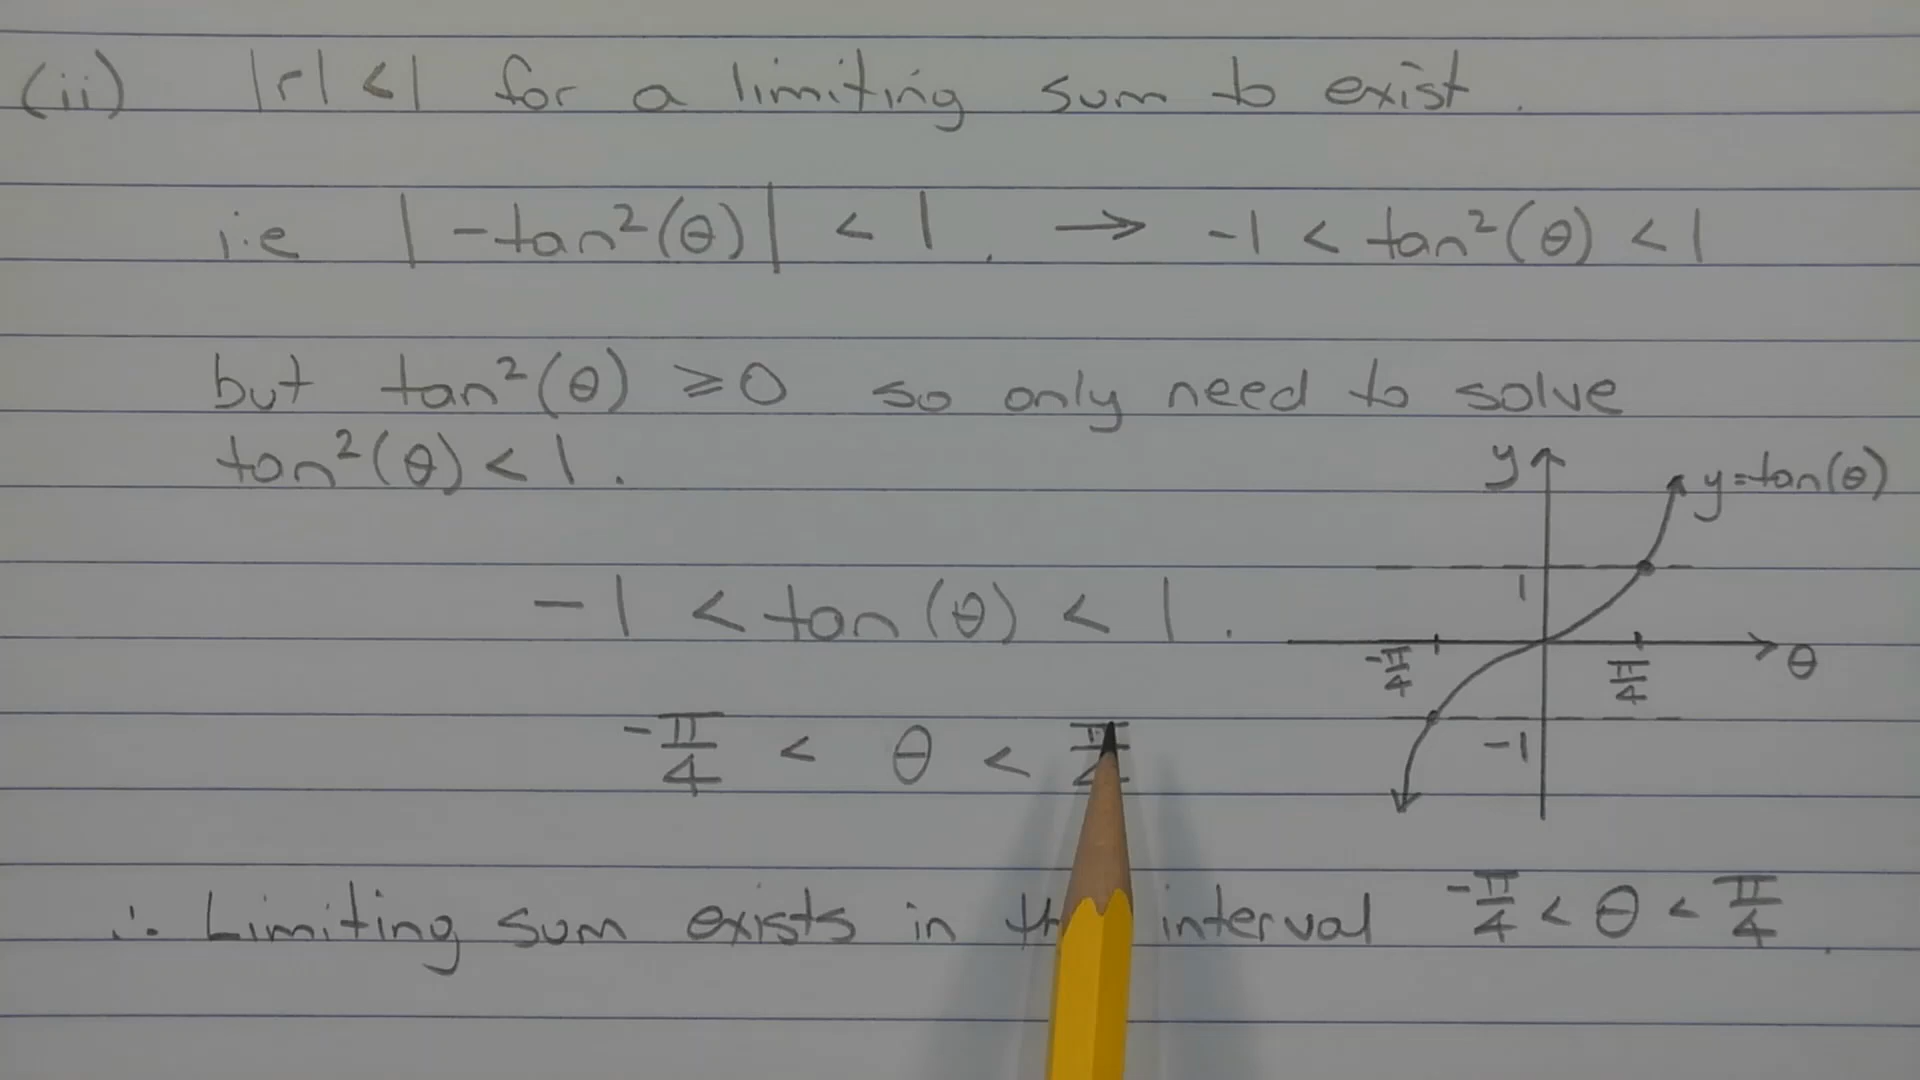 (ii) |r| < 1 for a limiting sum to exist.
i.e |-tan²(θ)| < 1. → -1 < tan²(θ) < 1
but tan²(θ) ≥ 0 so only need to solve
tan²(θ) < 1.
y
y=tan(θ)
-1 < tan(θ) < 1.
1
-π/4
π/4
θ
-π/4 < θ < π/4
-1
∴ Limiting sum exists in interval -π/4 < θ < π/4.